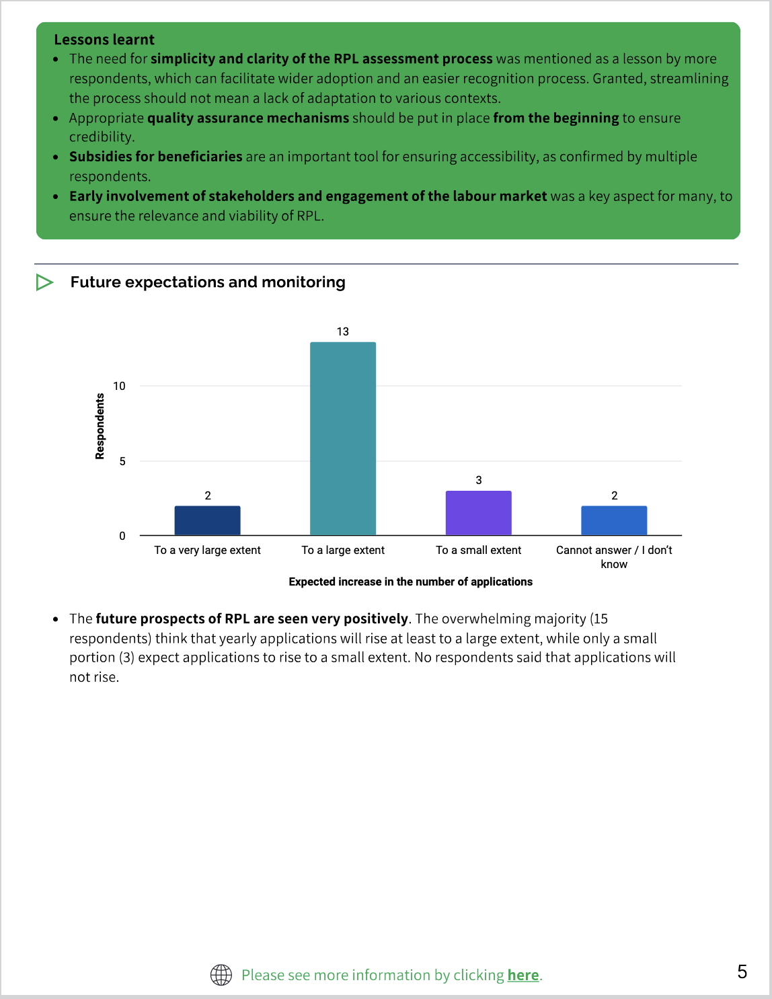 Lessons learnt
• The need for simplicity and clarity of the RPL assessment process was mentioned as a lesson by more
respondents, which can facilitate wider adoption and an easier recognition process. Granted, streamlining
the process should not mean a lack of adaptation to various contexts.
• Appropriate quality assurance mechanisms should be put in place from the beginning to ensure
credibility.
• Subsidies for beneficiaries are an important tool for ensuring accessibility, as confirmed by multiple
respondents.
• Early involvement of stakeholders and engagement of the labour market was a key aspect for many, to
ensure the relevance and viability of RPL.
Future expectations and monitoring
13
10
Respondents
5
3
2
2
0
To a very large extent
To a large extent
To a small extent
Cannot answer / I don’t
know
Expected increase in the number of applications
• The future prospects of RPL are seen very positively. The overwhelming majority (15
respondents) think that yearly applications will rise at least to a large extent, while only a small
portion (3) expect applications to rise to a small extent. No respondents said that applications will
not rise.
Please see more information by clicking here.
5